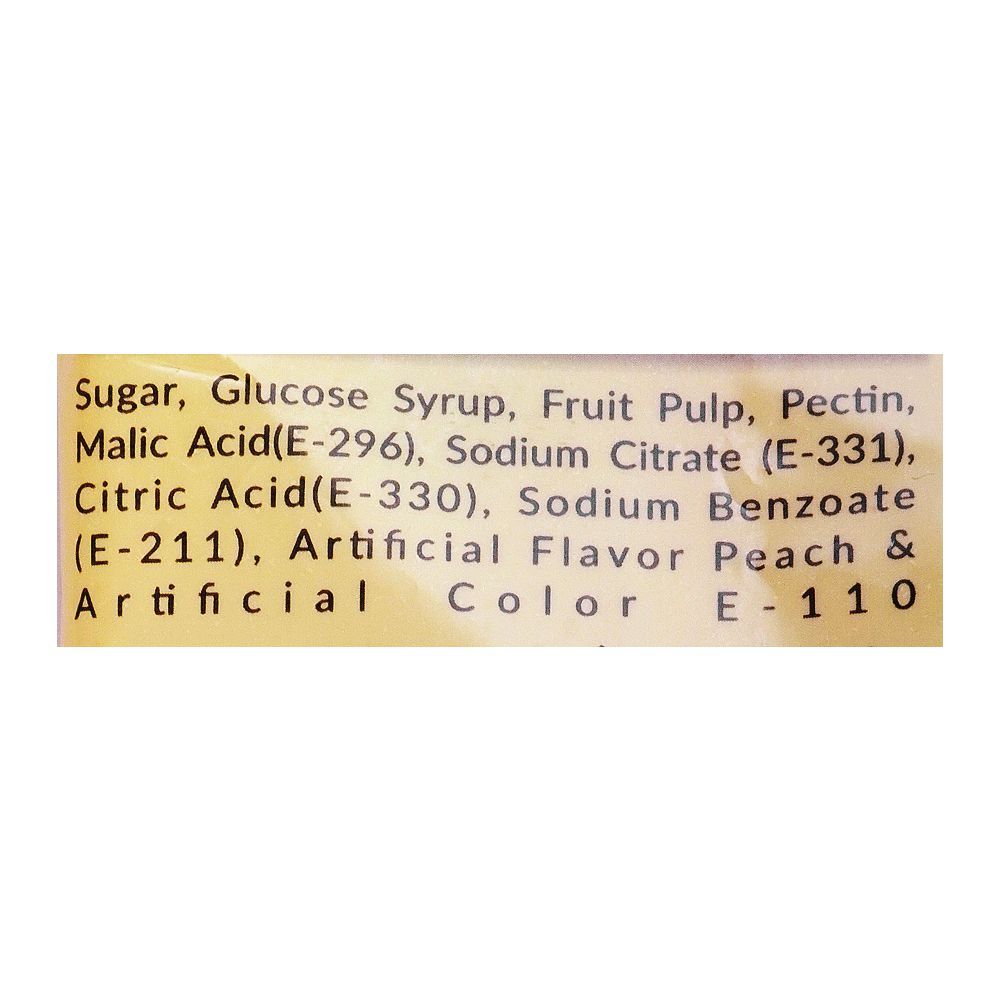 Sugar, Glucose Syrup, Fruit Pulp, Pectin,
Malic Acid(E-296), Sodium Citrate (E-331),
Citric Acid(E-330), Sodium Benzoate
(E-211), Artificial Flavor Peach &
Artificial Color E-110